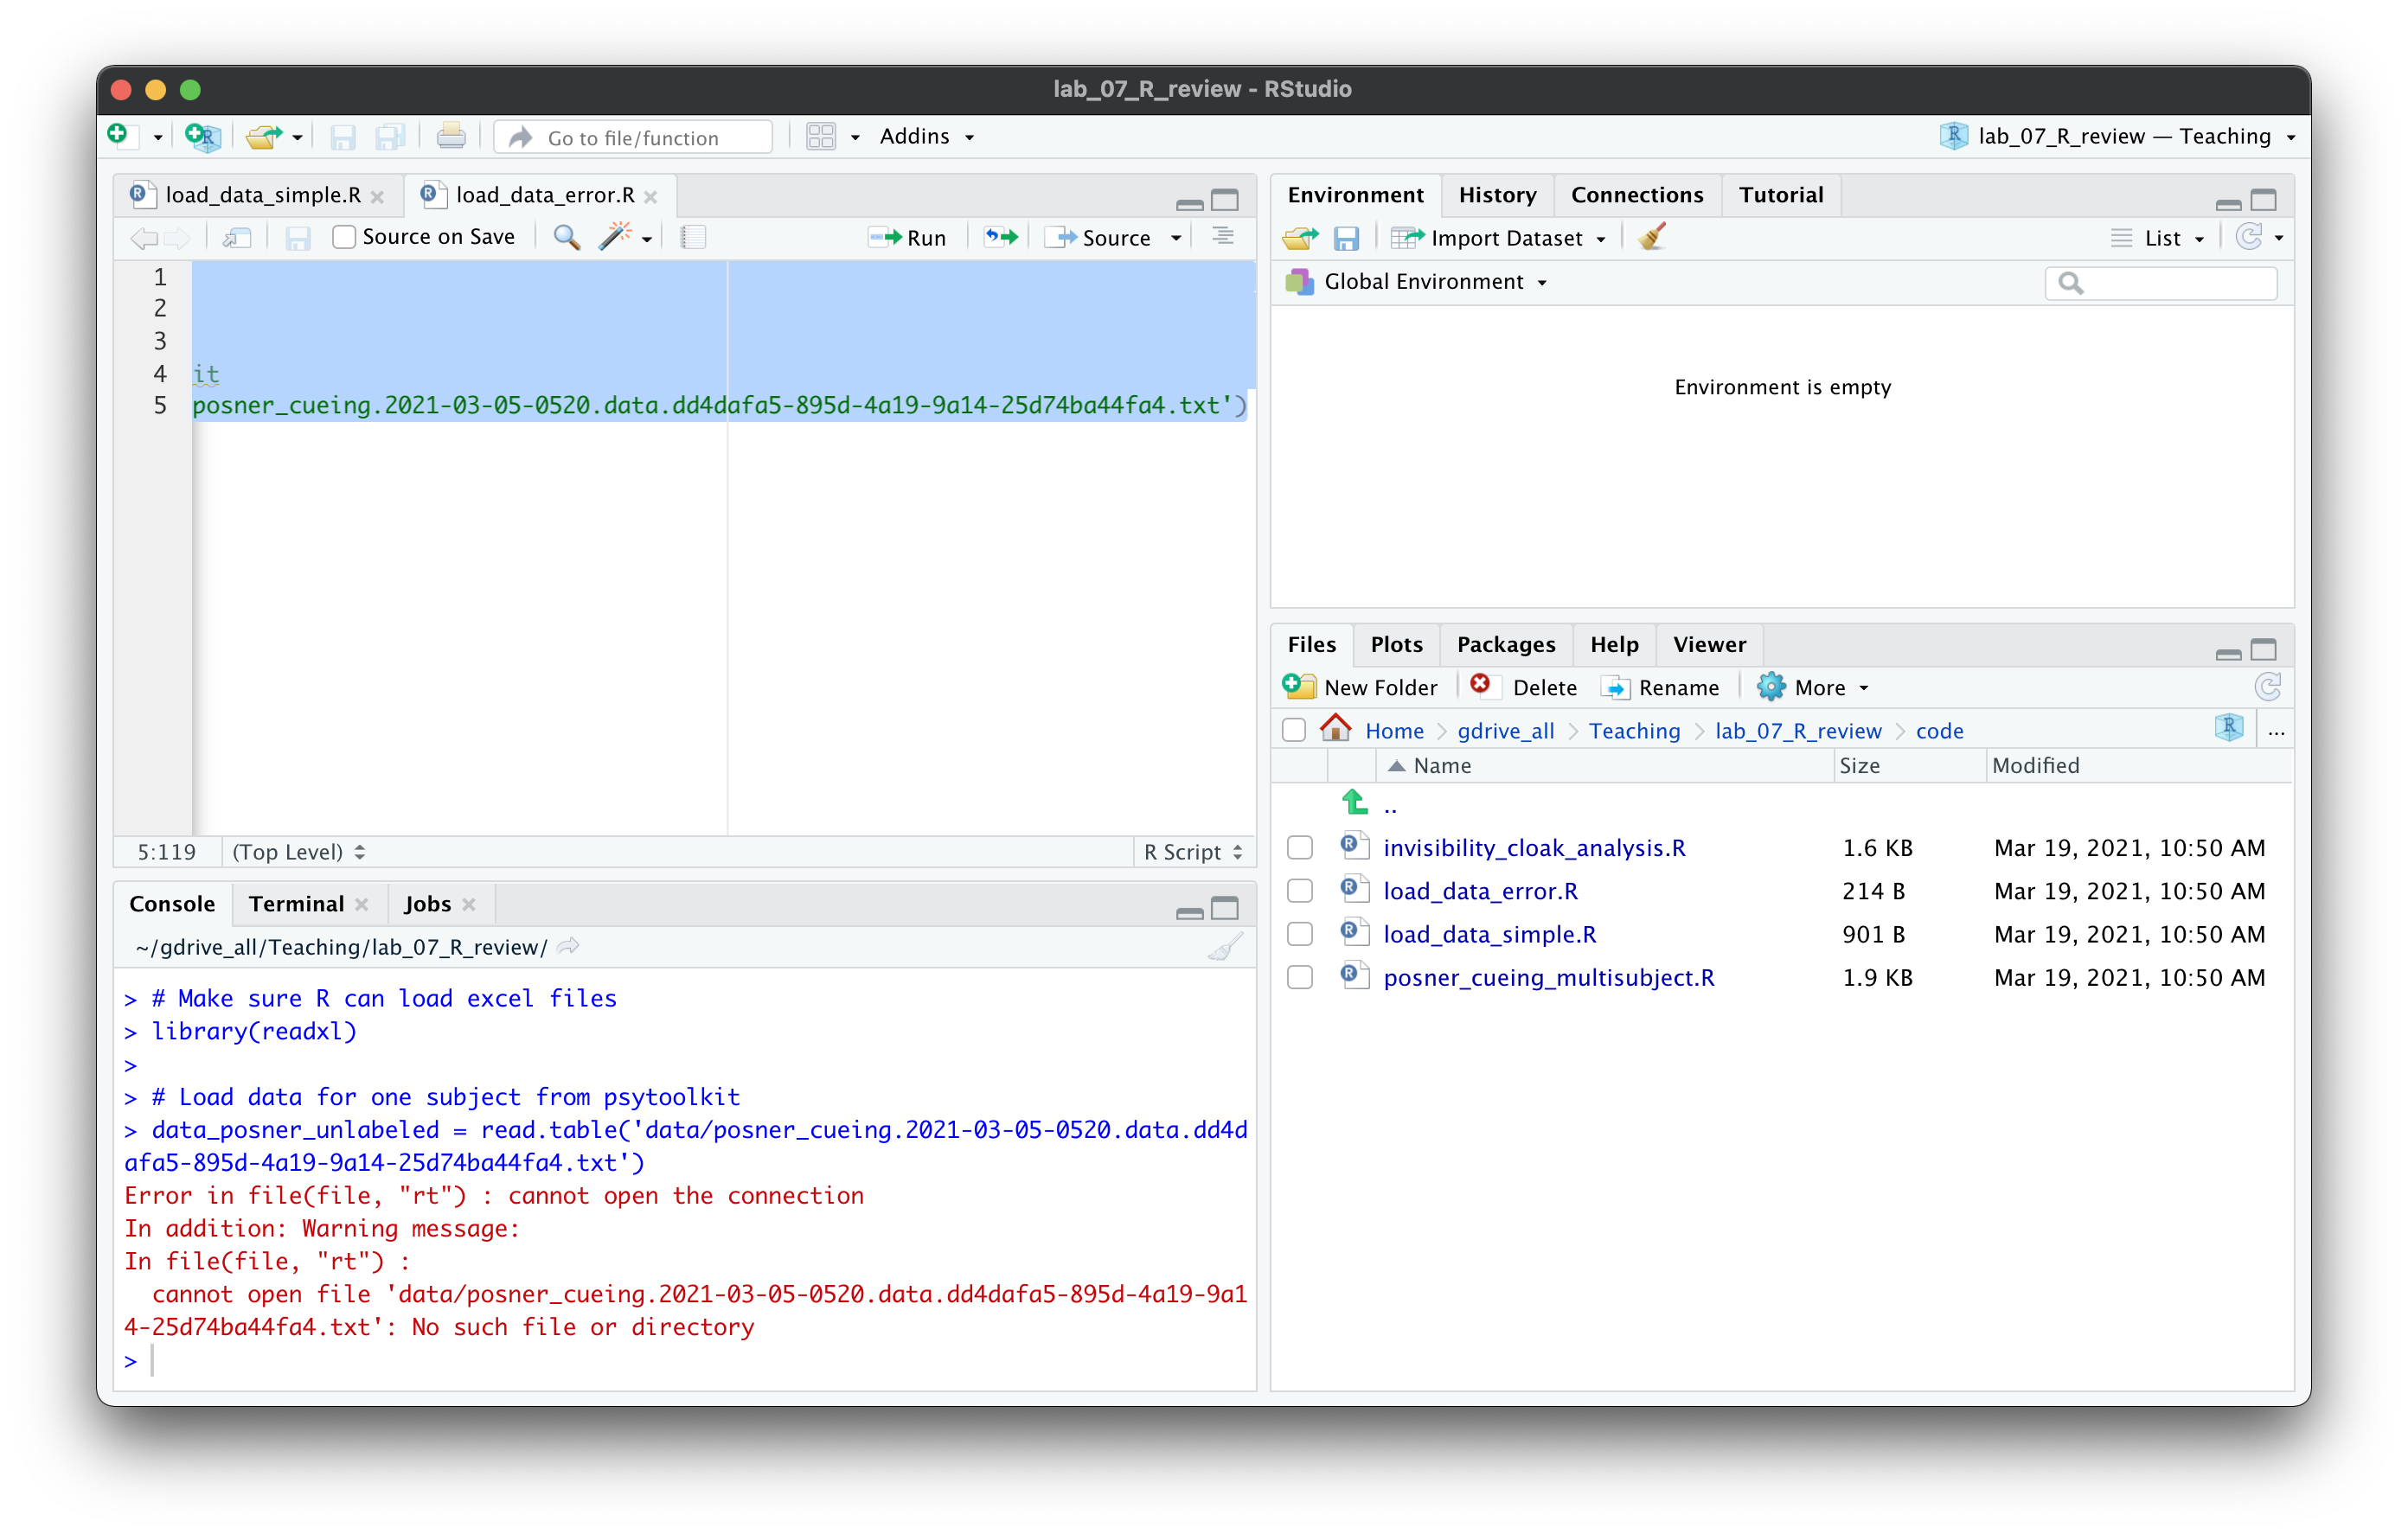 lab_07_R_review - RStudio
Go to file/function
Addins
lab_07_R_review — Teaching
load_data_simple.R
load_data_error.R
Source on Save
Run
Source
1
2
3
4 it
5 posner_cueing.2021-03-05-0520.data.dd4dafa5-895d-4a19-9a14-25d74ba44fa4.txt')
5:119
(Top Level)
R Script
Console
Terminal
Jobs
~/gdrive_all/Teaching/lab_07_R_review/
> # Make sure R can load excel files
> library(readxl)
>
> # Load data for one subject from psytoolkit
> data_posner_unlabeled = read.table('data/posner_cueing.2021-03-05-0520.data.dd4d
afa5-895d-4a19-9a14-25d74ba44fa4.txt')
Error in file(file, "rt") : cannot open the connection
In addition: Warning message:
In file(file, "rt") :
  cannot open file 'data/posner_cueing.2021-03-05-0520.data.dd4dafa5-895d-4a19-9a1
4-25d74ba44fa4.txt': No such file or directory
>
Environment
History
Connections
Tutorial
Import Dataset
List
Global Environment
Environment is empty
Files
Plots
Packages
Help
Viewer
New Folder
Delete
Rename
More
Home > gdrive_all > Teaching > lab_07_R_review > code
R
...
Name Size Modified
..
invisibility_cloak_analysis.R 1.6 KB Mar 19, 2021, 10:50 AM
load_data_error.R 214 B Mar 19, 2021, 10:50 AM
load_data_simple.R 901 B Mar 19, 2021, 10:50 AM
posner_cueing_multisubject.R 1.9 KB Mar 19, 2021, 10:50 AM